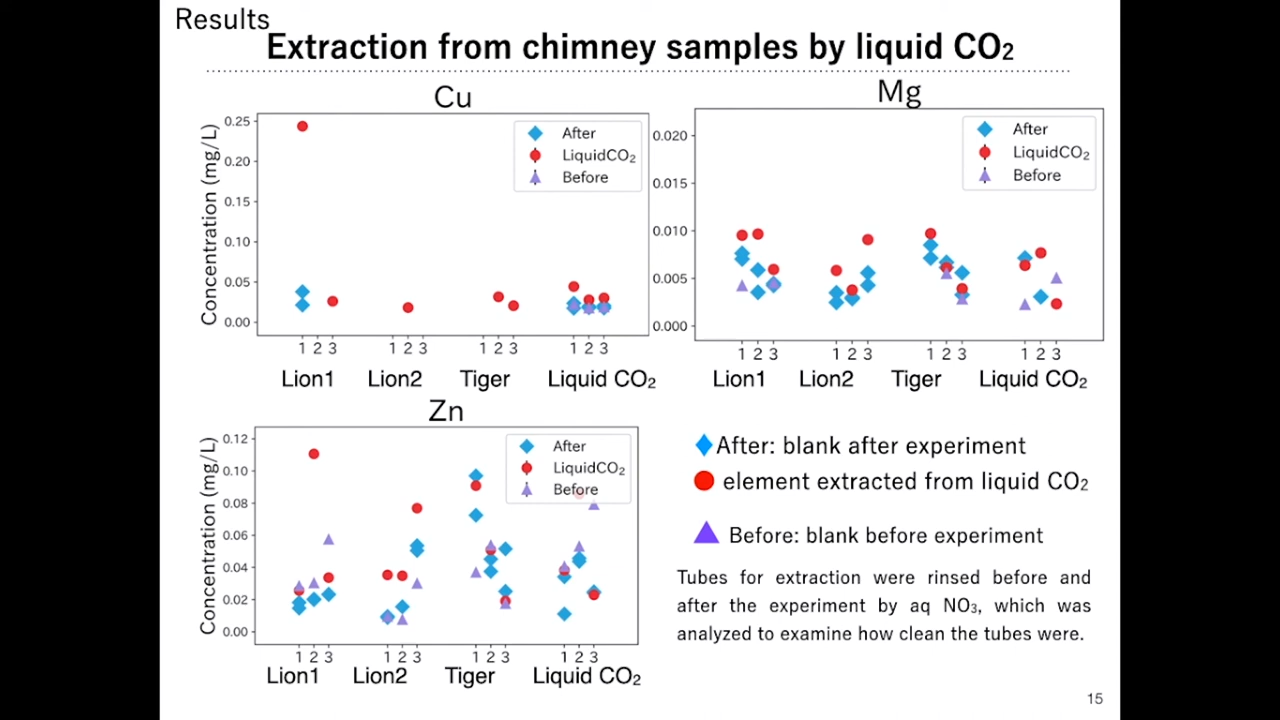 Results
Extraction from chimney samples by liquid CO₂
Cu
Concentration (mg/L)
0.25
0.20
0.15
0.10
0.05
0.00
After
LiquidCO₂
Before
1 2 3 1 2 3 1 2 3 1 2 3
Lion1 Lion2 Tiger Liquid CO₂
Mg
0.020
0.015
0.010
0.005
0.000
After
LiquidCO₂
Before
1 2 3 1 2 3 1 2 3 1 2 3
Lion1 Lion2 Tiger Liquid CO₂
Zn
Concentration (mg/L)
0.12
0.10
0.08
0.06
0.04
0.02
0.00
After
LiquidCO₂
Before
1 2 3 1 2 3 1 2 3 1 2 3
Lion1 Lion2 Tiger Liquid CO₂
After: blank after experiment
element extracted from liquid CO₂
Before: blank before experiment
Tubes for extraction were rinsed before and
after the experiment by aq NO₃, which was
analyzed to examine how clean the tubes were.
15